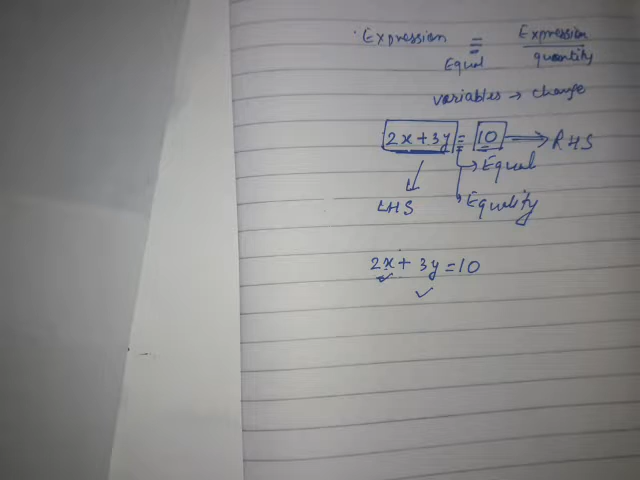 Expression = Expression
Equal quantity
variables → change
2x+3y = 10 → RHS
→ Equal
LHS → Equality
2x + 3y = 10